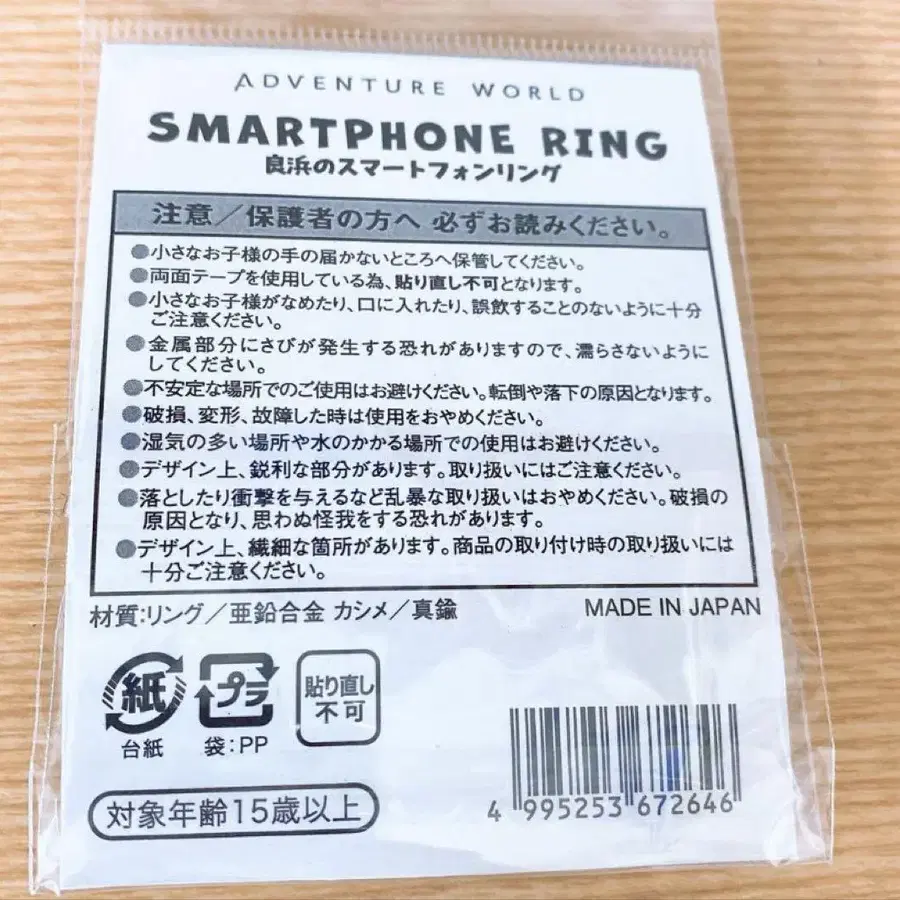 ADVENTURE WORLD
SMARTPHONE RING
良浜のスマートフォンリング
注意／保護者の方へ 必ずお読みください。
●小さなお子様の手の届かないところへ保管してください。
●両面テープを使用している為、貼り直し不可となります。
●小さなお子様がなめたり、口に入れたり、誤飲することのないように十分
ご注意ください。
●金属部分にさびが発生する恐れがありますので、濡らさないように
してください。
●不安定な場所でのご使用はお避けください。転倒や落下の原因となります。
●破損、変形、故障した時は使用をおやめください。
●湿気の多い場所や水のかかる場所での使用はお避けください。
●デザイン上、鋭利な部分があります。取り扱いにはご注意ください。
●落としたり衝撃を与えるなど乱暴な取り扱いはおやめください。破損の
原因となり、思わぬ怪我をする恐れがあります。
●デザイン上、繊細な箇所があります。商品の取り付け時の取り扱いには
十分ご注意ください。
材質:リング／亜鉛合金 カシメ／真鍮
MADE IN JAPAN
紙
台紙
プラ
袋:PP
貼り直し
不可
対象年齢15歳以上
4 995253 672646